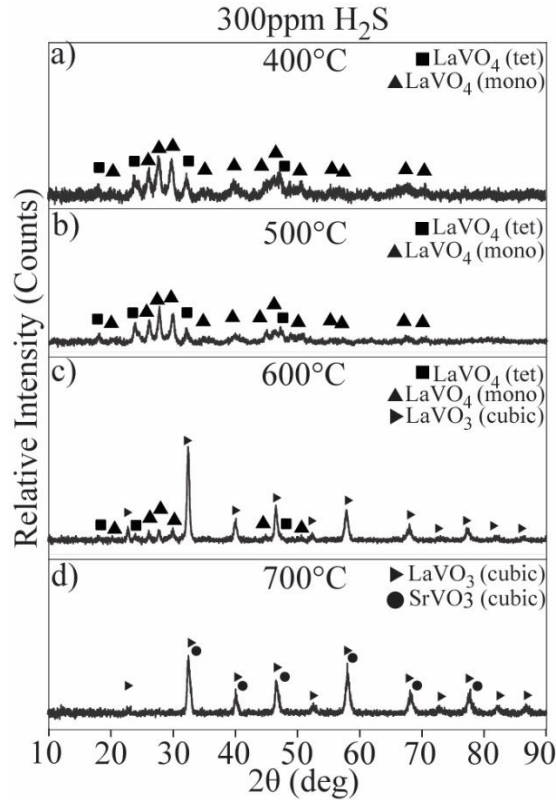 300ppm H₂S
a) 400°C
■ LaVO₄ (tet)
▲ LaVO₄ (mono)
b) 500°C
■ LaVO₄ (tet)
▲ LaVO₄ (mono)
c) 600°C
■ LaVO₄ (tet)
▲ LaVO₄ (mono)
► LaVO₃ (cubic)
d) 700°C
► LaVO₃ (cubic)
● SrVO3 (cubic)
Relative Intensity (Counts)
10 20 30 40 50 60 70 80 90
2θ (deg)